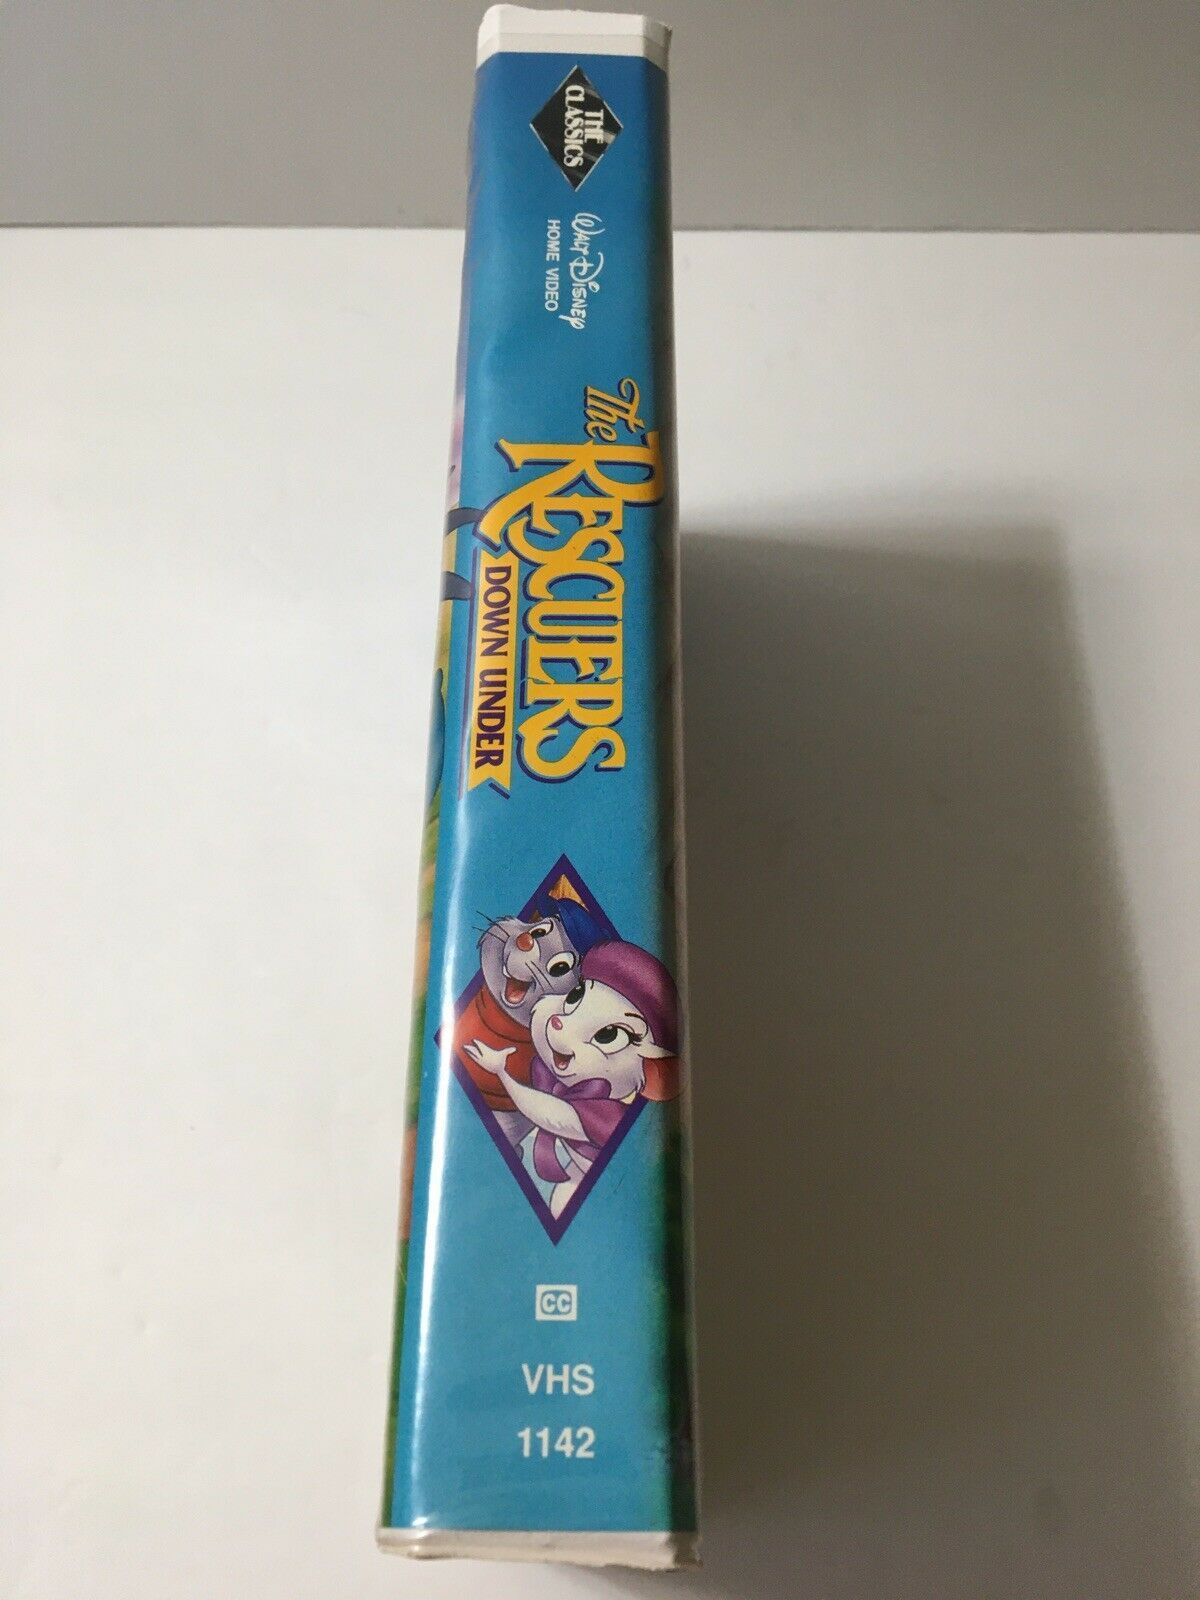 THE
CLASSICS
WALT DISNEY
HOME VIDEO
The
RESCUERS
DOWN UNDER
CC
VHS
1142